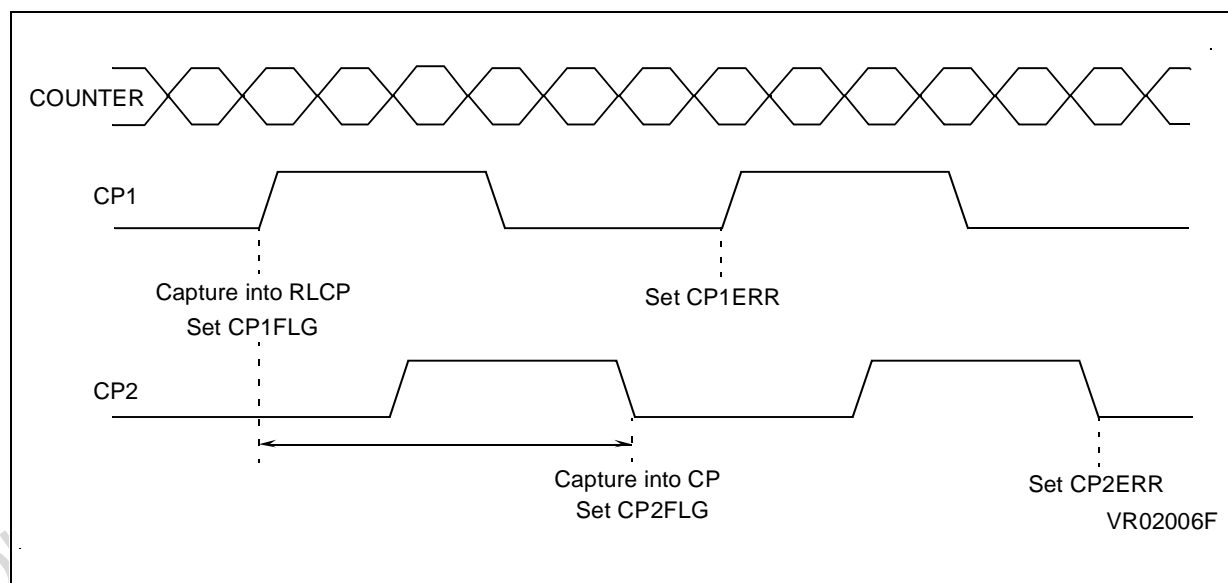 COUNTER
CP1
Capture into RLCP
Set CP1FLG
Set CP1ERR
CP2
Capture into CP
Set CP2FLG
Set CP2ERR
VR02006F